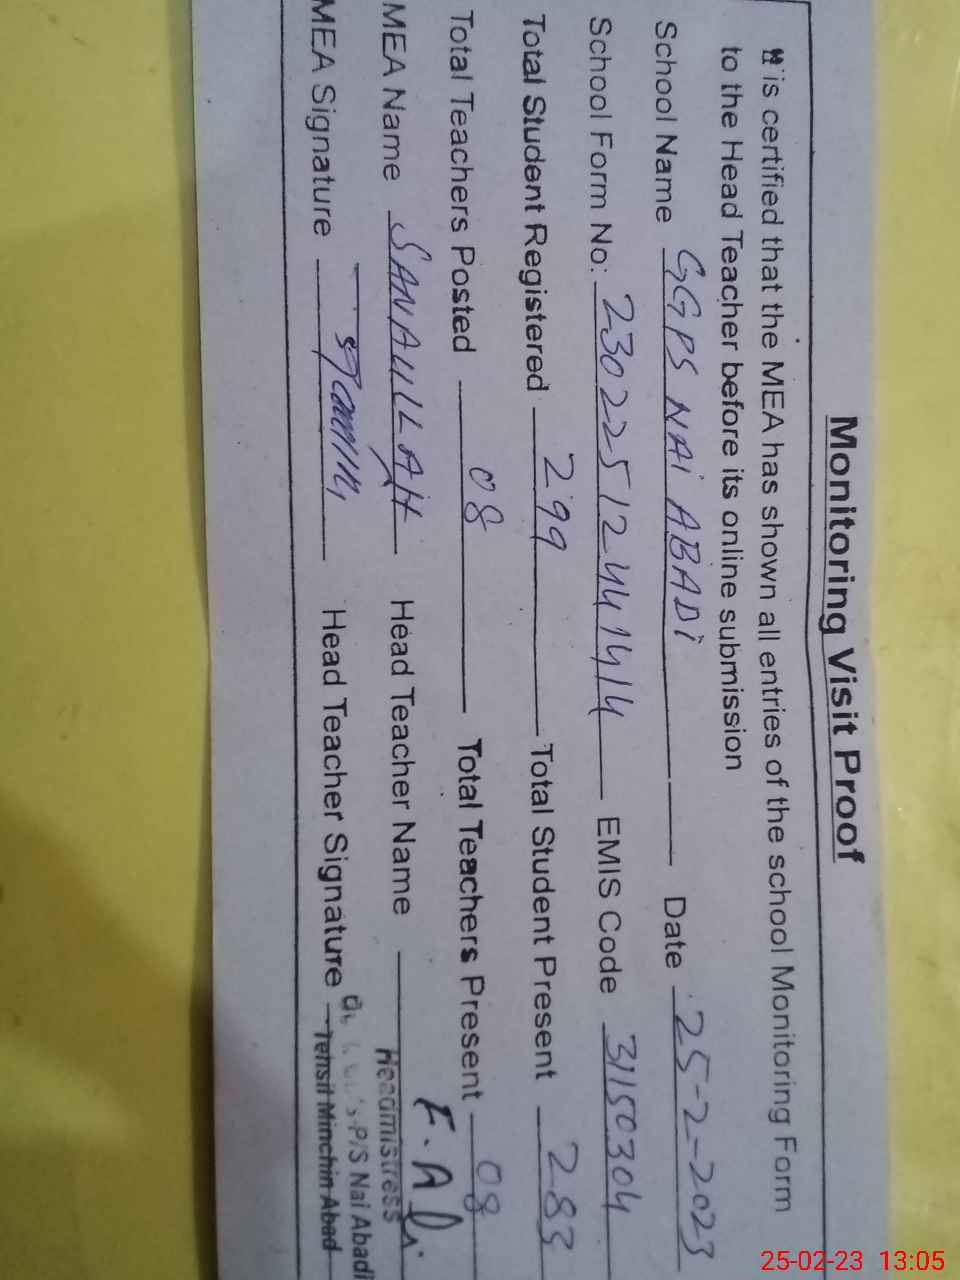 Monitoring Visit Proof
It is certified that the MEA has shown all entries of the school Monitoring Form
to the Head Teacher before its online submission
School Name GGPS NAi ABADi Date 25-2-2023
School Form No: 23022512441414 EMIS Code 31150304
Total Student Registered 299 Total Student Present 283
Total Teachers Posted 08 Total Teachers Present 08
MEA Name SANAULLAH Head Teacher Name F. Ali
MEA Signature Head Teacher Signature
Headmistress
P/S Nai Abadi
Tehsil Minchin Abad
25-02-23 13:05